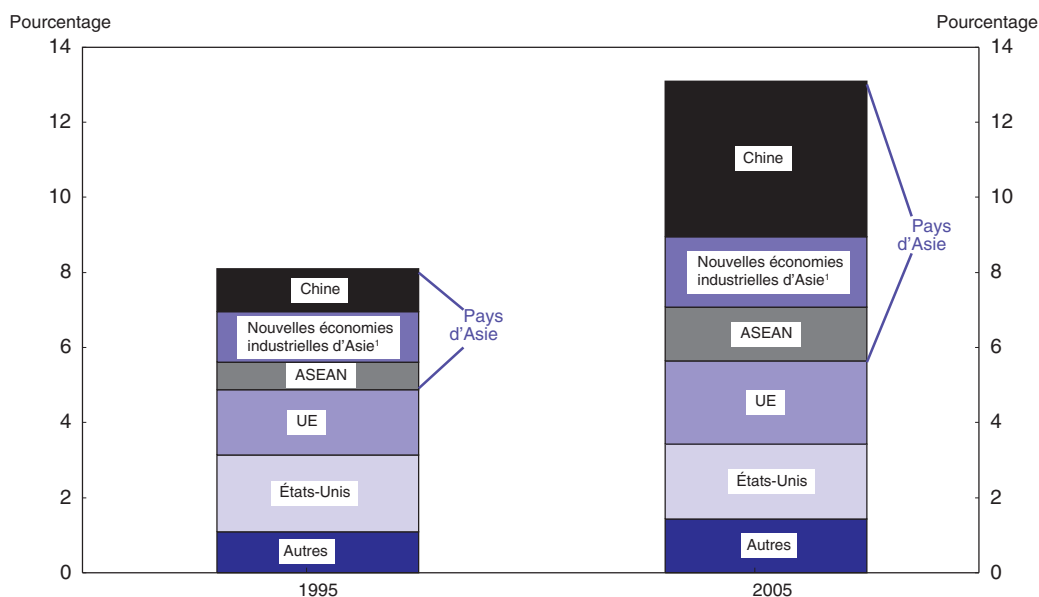 Pourcentage
Pourcentage
14
14
12
12
10
10
8
8
6
6
4
4
2
2
0
0
Chine
Nouvelles économies
industrielles d'Asie¹
ASEAN
UE
États-Unis
Autres
Pays
d'Asie
1995
Chine
Nouvelles économies
industrielles d'Asie¹
ASEAN
UE
États-Unis
Autres
Pays
d'Asie
2005